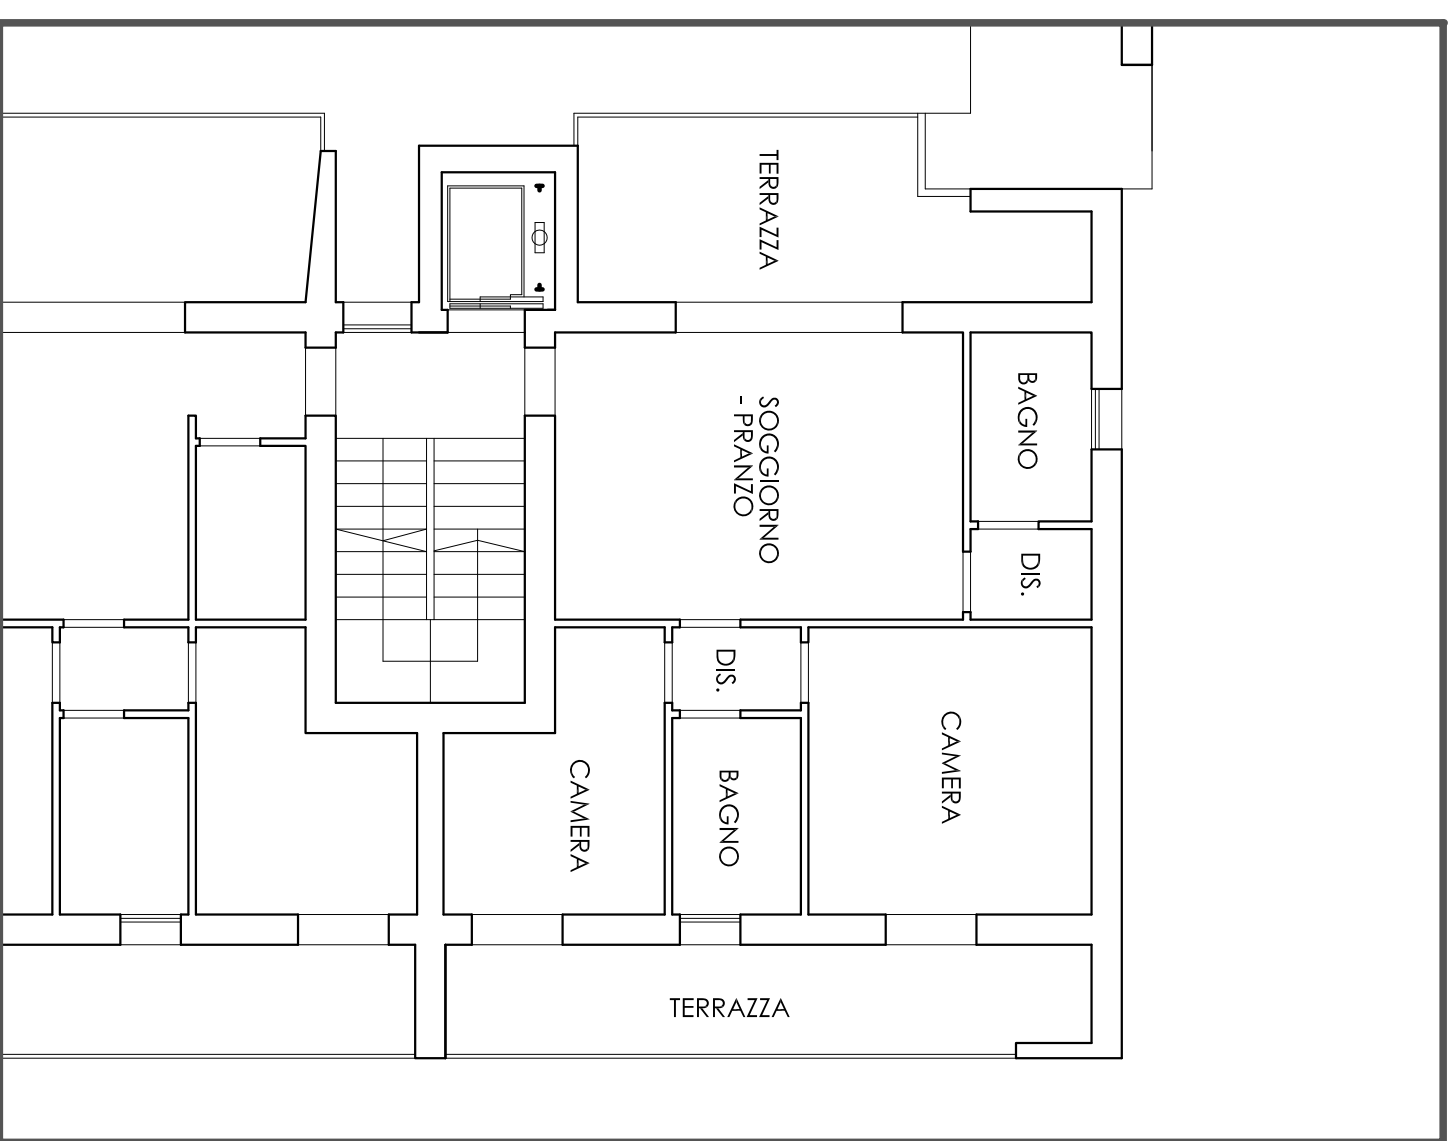 TERRAZZA
BAGNO
SOGGIORNO
- PRANZO
DIS.
DIS.
CAMERA
CAMERA
BAGNO
TERRAZZA